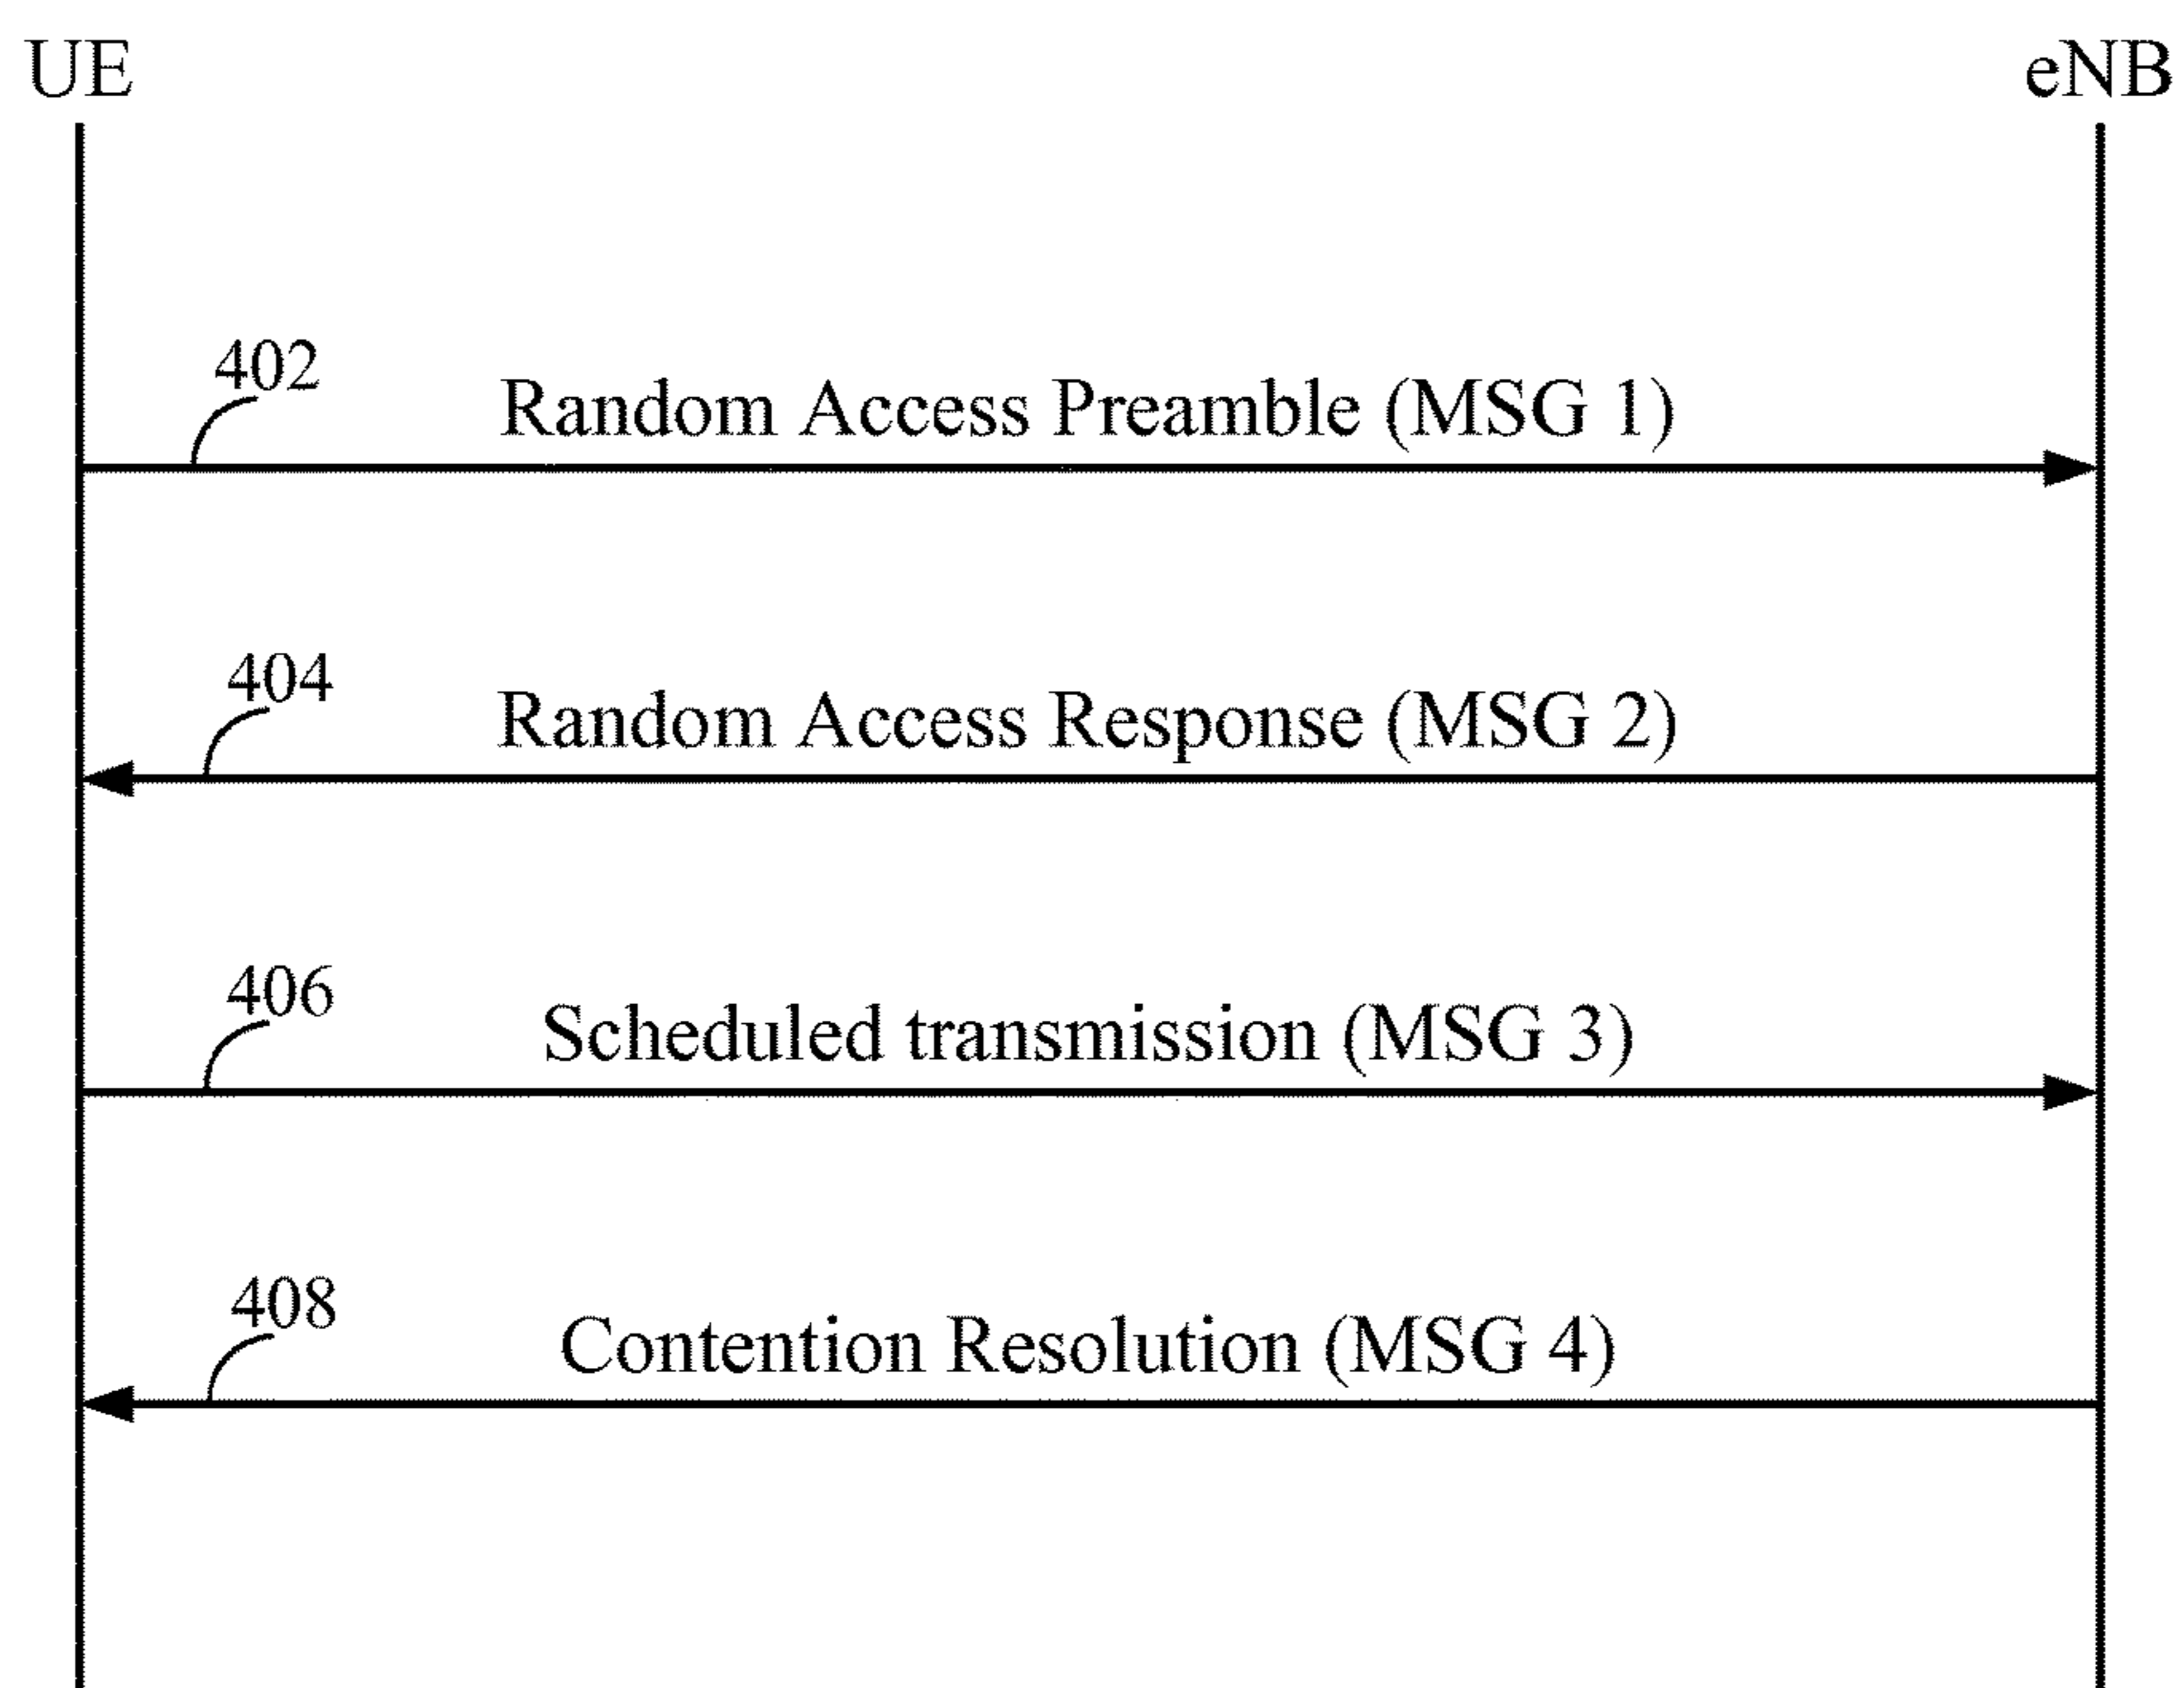 UE
eNB
402
Random Access Preamble (MSG 1)
404
Random Access Response (MSG 2)
406
Scheduled transmission (MSG 3)
408
Contention Resolution (MSG 4)